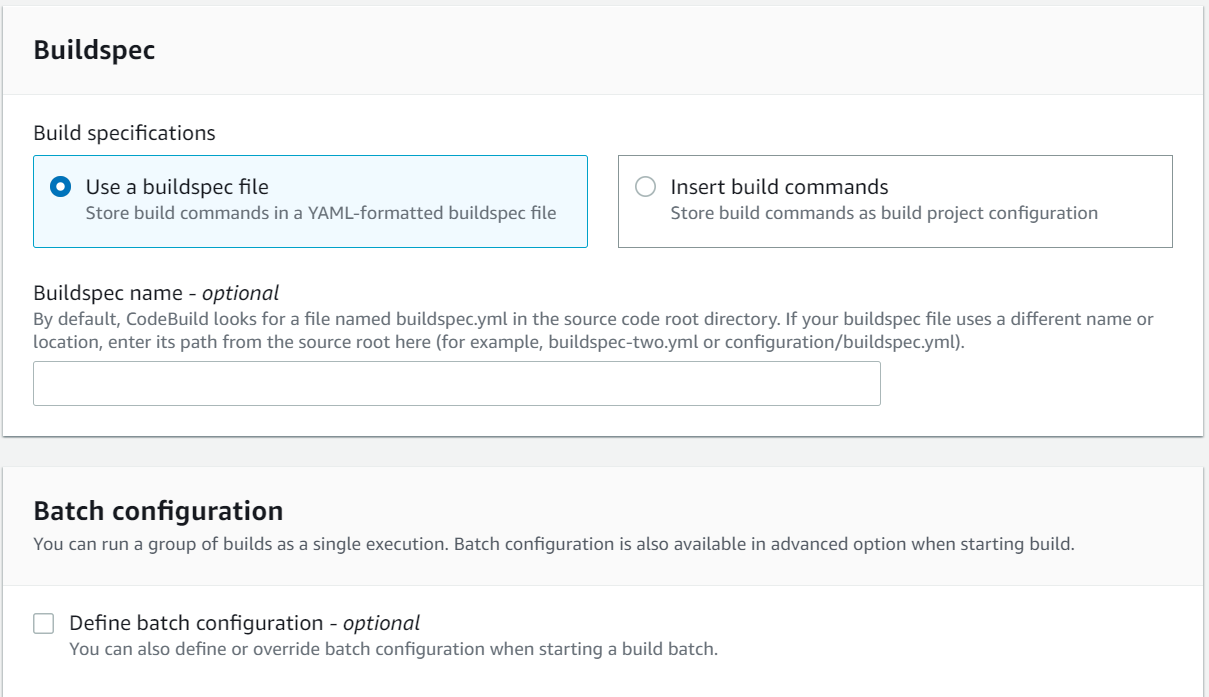 Buildspec
Build specifications
Use a buildspec file
Store build commands in a YAML-formatted buildspec file
Insert build commands
Store build commands as build project configuration
Buildspec name - optional
By default, CodeBuild looks for a file named buildspec.yml in the source code root directory. If your buildspec file uses a different name or
location, enter its path from the source root here (for example, buildspec-two.yml or configuration/buildspec.yml).
Batch configuration
You can run a group of builds as a single execution. Batch configuration is also available in advanced option when starting build.
Define batch configuration - optional
You can also define or override batch configuration when starting a build batch.